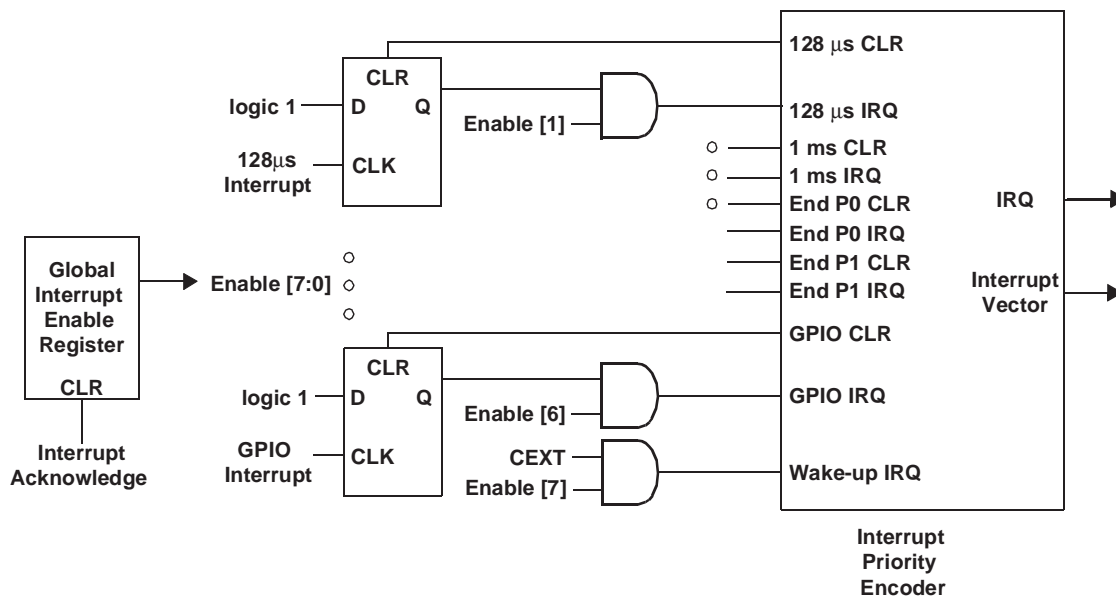 CLR
D Q
CLK
logic 1
128μs
Interrupt
Enable [1]
128 μs CLR
128 μs IRQ
1 ms CLR
1 ms IRQ
End P0 CLR
End P0 IRQ
End P1 CLR
End P1 IRQ
GPIO CLR
GPIO IRQ
Wake-up IRQ
IRQ
Interrupt
Vector
Global
Interrupt
Enable
Register
CLR
Interrupt
Acknowledge
Enable [7:0]
CLR
D Q
CLK
logic 1
GPIO
Interrupt
Enable [6]
CEXT
Enable [7]
Interrupt
Priority
Encoder